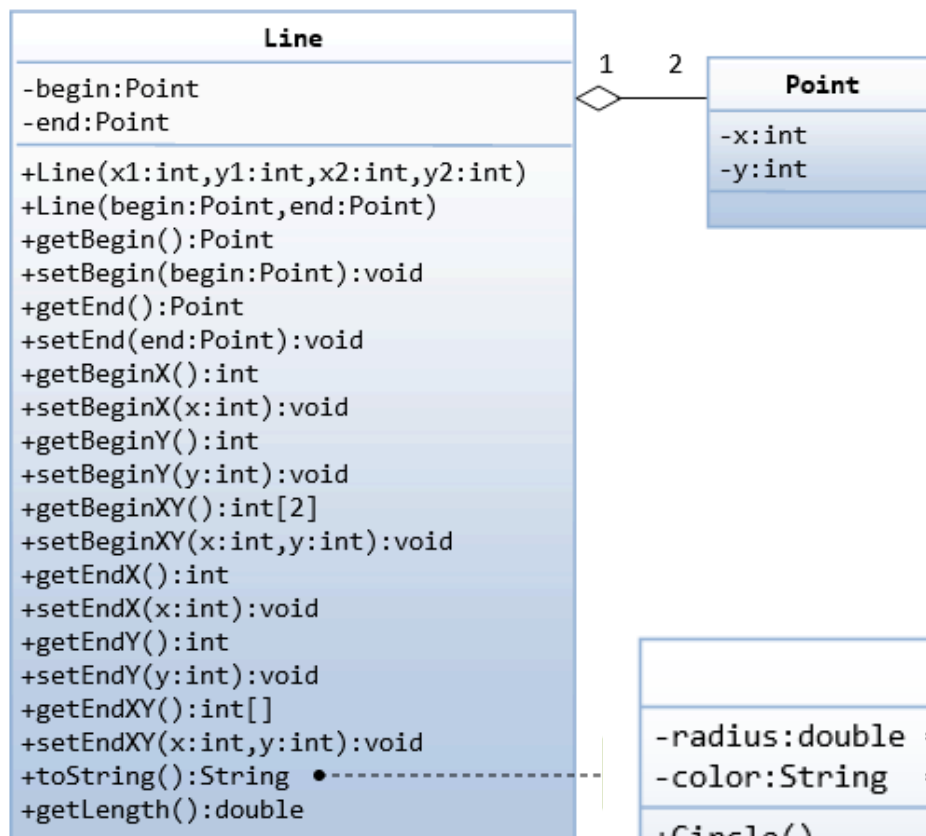 Line
-begin:Point
-end:Point
+Line(x1:int,y1:int,x2:int,y2:int)
+Line(begin:Point,end:Point)
+getBegin():Point
+setBegin(begin:Point):void
+getEnd():Point
+setEnd(end:Point):void
+getBeginX():int
+setBeginX(x:int):void
+getBeginY():int
+setBeginY(y:int):void
+getBeginXY():int[2]
+setBeginXY(x:int,y:int):void
+getEndX():int
+setEndX(x:int):void
+getEndY():int
+setEndY(y:int):void
+getEndXY():int[]
+setEndXY(x:int,y:int):void
+toString():String
+getLength():double
1 2
Point
-x:int
-y:int
-radius:double
-color:String
+Circle()